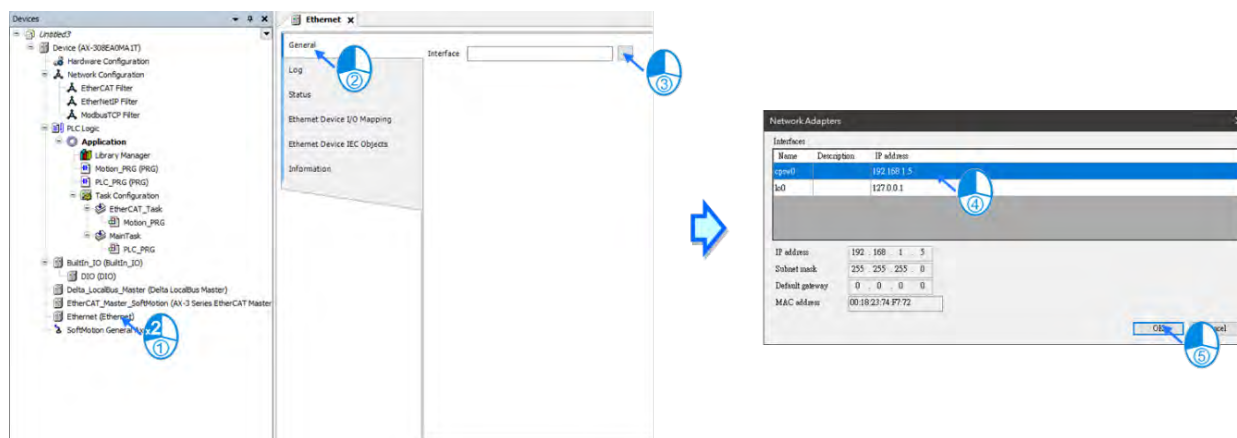 Devices
Untitled3
Device (AX-308EA0MA1T)
Hardware Configuration
Network Configuration
EtherCAT Filter
EtherNetIP Filter
ModbusTCP Filter
PLC Logic
Application
Library Manager
Motion_PRG (PRG)
PLC_PRG (PRG)
Task Configuration
EtherCAT_Task
Motion_PRG
MainTask
PLC_PRG
BuiltIn_IO (BuiltIn_IO)
DIO (DIO)
Delta_LocalBus_Master (Delta LocalBus Master)
EtherCAT_Master_SoftMotion (AX-3 Series EtherCAT Master
Ethernet (Ethernet)
SoftMotion General
x2
①
Ethernet X
General
Log
Status
Ethernet Device I/O Mapping
Ethernet Device IEC Objects
Information
②
Interface
③
Network Adapters
Interfaces
Name Description IP address
cpsw0 192.168.1.5
lo0 127.0.0.1
④
IP address 192 . 168 . 1 . 5
Subnet mask 255 . 255 . 255 . 0
Default gateway 0 . 0 . 0 . 0
MAC address 00:18:23:74:F7:72
⑤